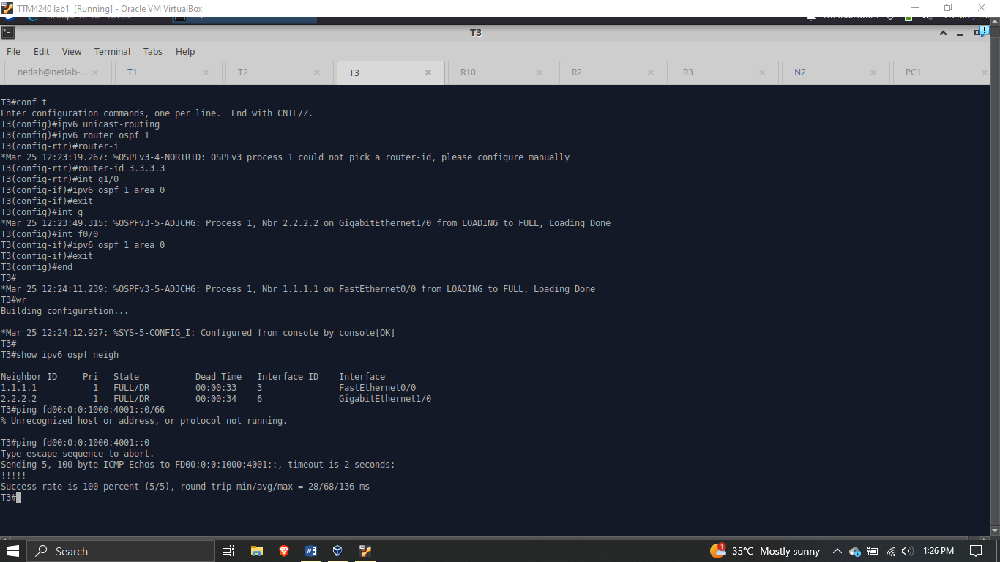 TTM4240 lab1 [Running] - Oracle VM VirtualBox
T3
File Edit View Terminal Tabs Help
netlab@netlab-... T1 T2 T3 R10 R2 R3 N2 PC1
T3#conf t
Enter configuration commands, one per line.  End with CNTL/Z.
T3(config)#ipv6 unicast-routing
T3(config)#ipv6 router ospf 1
T3(config-rtr)#router-i
*Mar 25 12:23:19.267: %OSPFv3-4-NORTRID: OSPFv3 process 1 could not pick a router-id, please configure manually
T3(config-rtr)#router-id 3.3.3.3
T3(config-rtr)#int g1/0
T3(config-if)#ipv6 ospf 1 area 0
T3(config-if)#exit
T3(config)#int g
*Mar 25 12:23:49.315: %OSPFv3-5-ADJCHG: Process 1, Nbr 2.2.2.2 on GigabitEthernet1/0 from LOADING to FULL, Loading Done
T3(config)#int f0/0
T3(config-if)#ipv6 ospf 1 area 0
T3(config-if)#exit
T3(config)#end
T3#
*Mar 25 12:24:11.239: %OSPFv3-5-ADJCHG: Process 1, Nbr 1.1.1.1 on FastEthernet0/0 from LOADING to FULL, Loading Done
T3#wr
Building configuration...
*Mar 25 12:24:12.927: %SYS-5-CONFIG_I: Configured from console by console[OK]
T3#
T3#show ipv6 ospf neigh
Neighbor ID     Pri   State           Dead Time   Interface ID    Interface
1.1.1.1           1   FULL/DR         00:00:33    3               FastEthernet0/0
2.2.2.2           1   FULL/DR         00:00:34    6               GigabitEthernet1/0
T3#ping fd00:0:0:1000:4001::0/66
% Unrecognized host or address, or protocol not running.
T3#ping fd00:0:0:1000:4001::0
Type escape sequence to abort.
Sending 5, 100-byte ICMP Echos to FD00:0:0:1000:4001::, timeout is 2 seconds:
!!!!!
Success rate is 100 percent (5/5), round-trip min/avg/max = 28/68/136 ms
T3#
Search 1 35°C Mostly sunny 1:26 PM